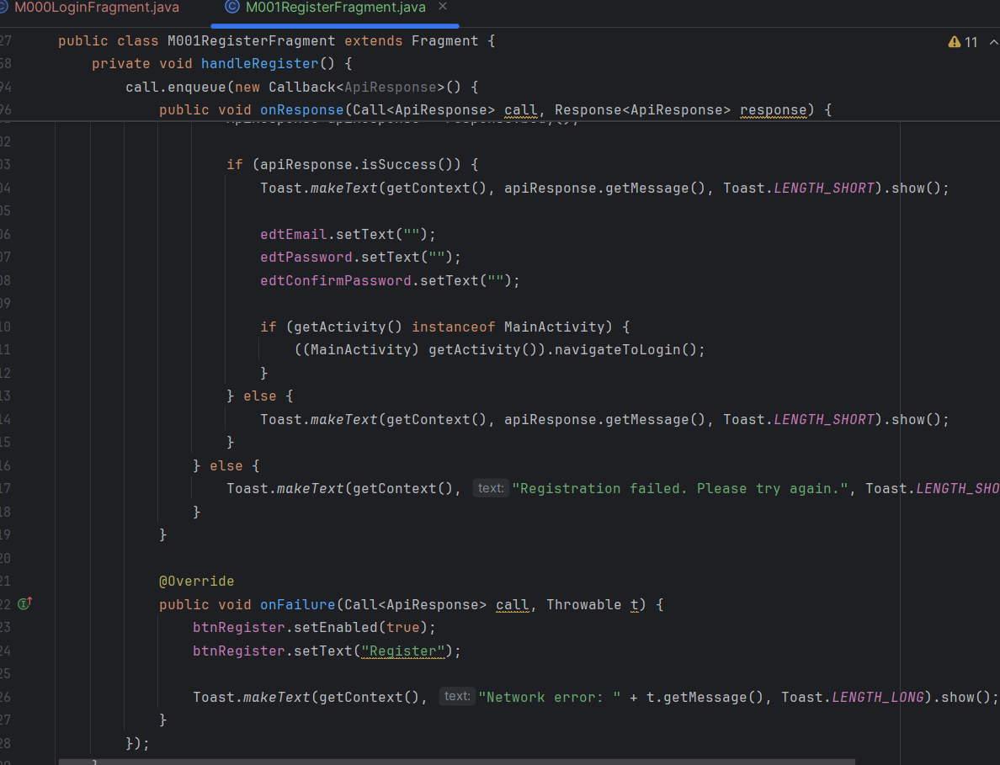 M000LoginFragment.java M001RegisterFragment.java
27 public class M001RegisterFragment extends Fragment { 11
58 private void handleRegister() {
94 call.enqueue(new Callback<ApiResponse>() {
96 public void onResponse(Call<ApiResponse> call, Response<ApiResponse> response) {
02
03 if (apiResponse.isSuccess()) {
04 Toast.makeText(getContext(), apiResponse.getMessage(), Toast.LENGTH_SHORT).show();
05
06 edtEmail.setText("");
07 edtPassword.setText("");
08 edtConfirmPassword.setText("");
09
10 if (getActivity() instanceof MainActivity) {
11 ((MainActivity) getActivity()).navigateToLogin();
12 }
13 } else {
14 Toast.makeText(getContext(), apiResponse.getMessage(), Toast.LENGTH_SHORT).show();
15 }
16 } else {
17 Toast.makeText(getContext(), text: "Registration failed. Please try again.", Toast.LENGTH_SHO
18 }
19 }
20
21 @Override
22 public void onFailure(Call<ApiResponse> call, Throwable t) {
23 btnRegister.setEnabled(true);
24 btnRegister.setText("Register");
25
26 Toast.makeText(getContext(), text: "Network error: " + t.getMessage(), Toast.LENGTH_LONG).show();
27 }
28 });